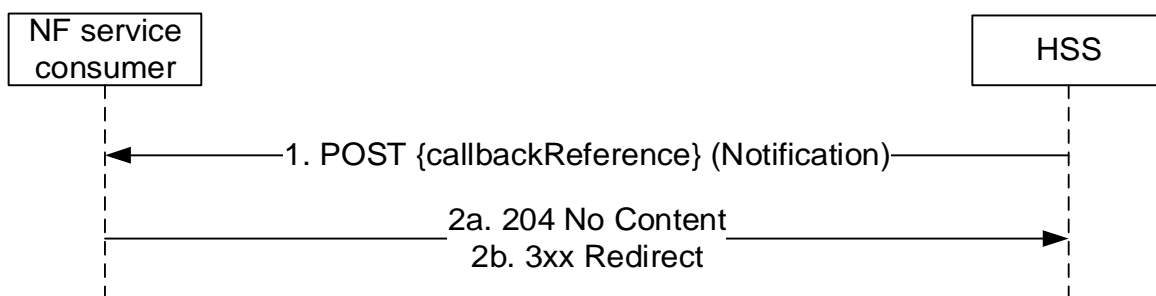 NF service
consumer
HSS
1. POST {callbackReference} (Notification)
2a. 204 No Content
2b. 3xx Redirect